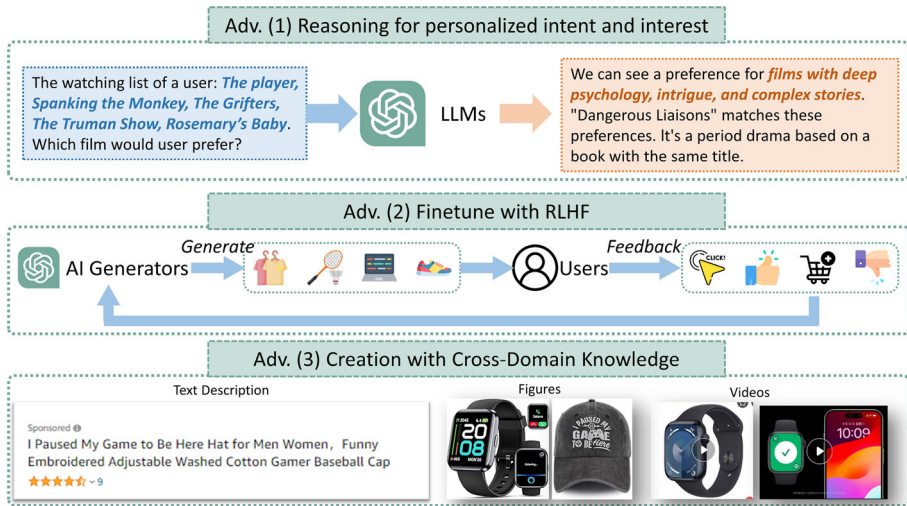 Adv. (1) Reasoning for personalized intent and interest
The watching list of a user: The player,
Spanking the Monkey, The Grifters,
The Truman Show, Rosemary's Baby.
Which film would user prefer?
LLMs
We can see a preference for films with deep
psychology, intrigue, and complex stories.
"Dangerous Liaisons" matches these
preferences. It's a period drama based on a
book with the same title.
Adv. (2) Finetune with RLHF
AI Generators
Generate
Users
Feedback
CLICK!
Adv. (3) Creation with Cross-Domain Knowledge
Text Description
Sponsored
I Paused My Game to Be Here Hat for Men Women，Funny
Embroidered Adjustable Washed Cotton Gamer Baseball Cap
9
Figures
20
08
I PAUSED MY
GAME
TO BE Here
Videos
10:09